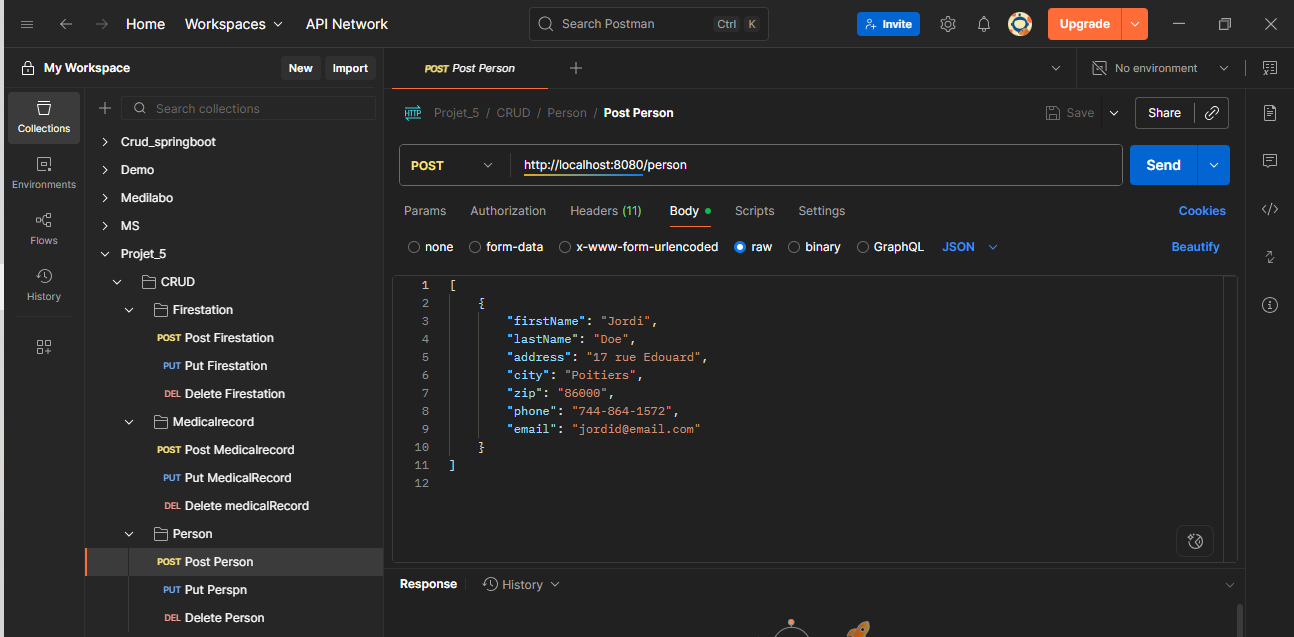 Home Workspaces API Network Search Postman Ctrl K Invite Upgrade
My Workspace New Import POST Post Person No environment
Search collections
Collections
Environments
Flows
History
Crud_springboot
Demo
Medilabo
MS
Projet_5
CRUD
Firestation
POST Post Firestation
PUT Put Firestation
DEL Delete Firestation
Medicalrecord
POST Post Medicalrecord
PUT Put MedicalRecord
DEL Delete medicalRecord
Person
POST Post Person
PUT Put Perspn
DEL Delete Person
HTTP Projet_5 / CRUD / Person / Post Person Save Share
POST http://localhost:8080/person Send
Params Authorization Headers (11) Body Scripts Settings Cookies
none form-data x-www-form-urlencoded raw binary GraphQL JSON Beautify
1 [
2 {
3 "firstName": "Jordi",
4 "lastName": "Doe",
5 "address": "17 rue Edouard",
6 "city": "Poitiers",
7 "zip": "86000",
8 "phone": "744-864-1572",
9 "email": "jordid@email.com"
10 }
11 ]
12
Response History